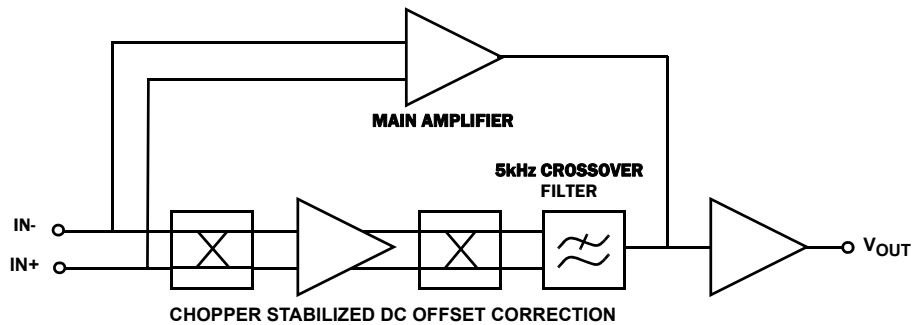 MAIN AMPLIFIER
5kHz CROSSOVER
FILTER
IN-
IN+
VOUT
CHOPPER STABILIZED DC OFFSET CORRECTION